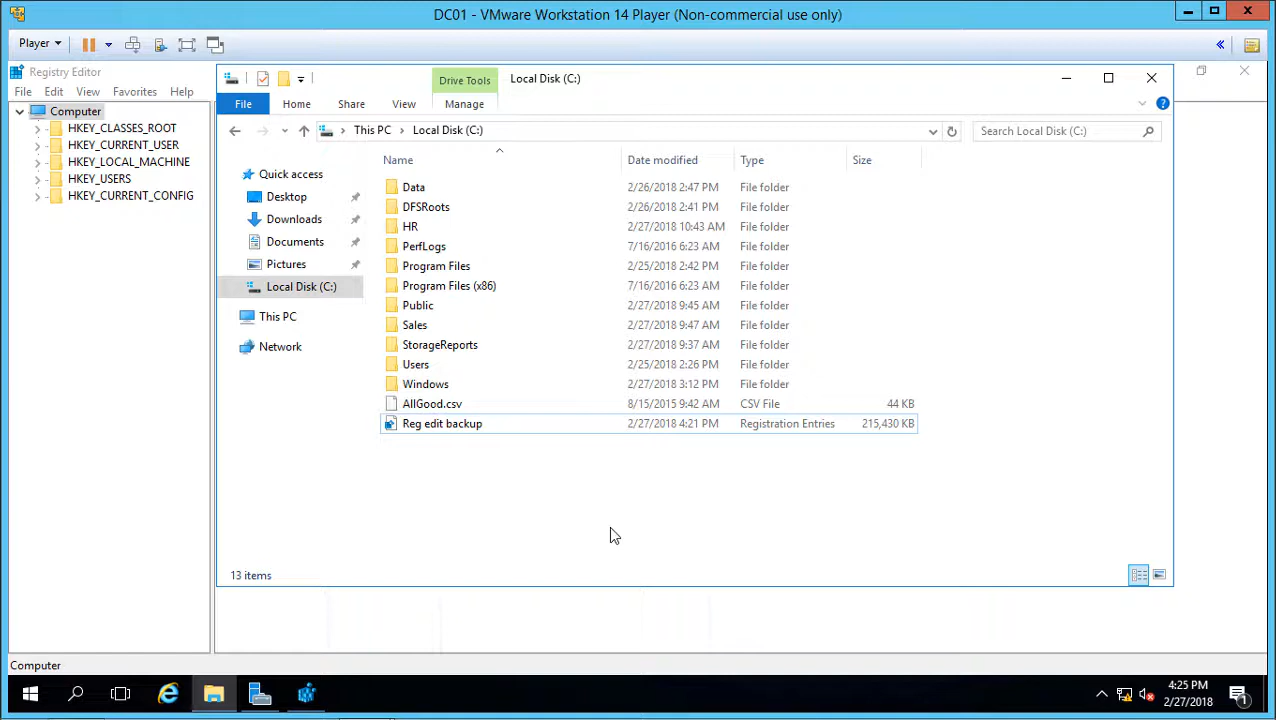 DC01 - VMware Workstation 14 Player (Non-commercial use only)
Player
Registry Editor
File Edit View Favorites Help
Computer
HKEY_CLASSES_ROOT
HKEY_CURRENT_USER
HKEY_LOCAL_MACHINE
HKEY_USERS
HKEY_CURRENT_CONFIG
Drive Tools Local Disk (C:)
File Home Share View Manage
This PC Local Disk (C:) Search Local Disk (C:)
Quick access
Desktop
Downloads
Documents
Pictures
Local Disk (C:)
This PC
Network
Name Date modified Type Size
Data 2/26/2018 2:47 PM File folder
DFSRoots 2/26/2018 2:41 PM File folder
HR 2/27/2018 10:43 AM File folder
PerfLogs 7/16/2016 6:23 AM File folder
Program Files 2/25/2018 2:42 PM File folder
Program Files (x86) 7/16/2016 6:23 AM File folder
Public 2/27/2018 9:45 AM File folder
Sales 2/27/2018 9:47 AM File folder
StorageReports 2/27/2018 9:37 AM File folder
Users 2/25/2018 2:26 PM File folder
Windows 2/27/2018 3:12 PM File folder
AllGood.csv 8/15/2015 9:42 AM CSV File 44 KB
Reg edit backup 2/27/2018 4:21 PM Registration Entries 215,430 KB
13 items
Computer
4:25 PM
2/27/2018
1